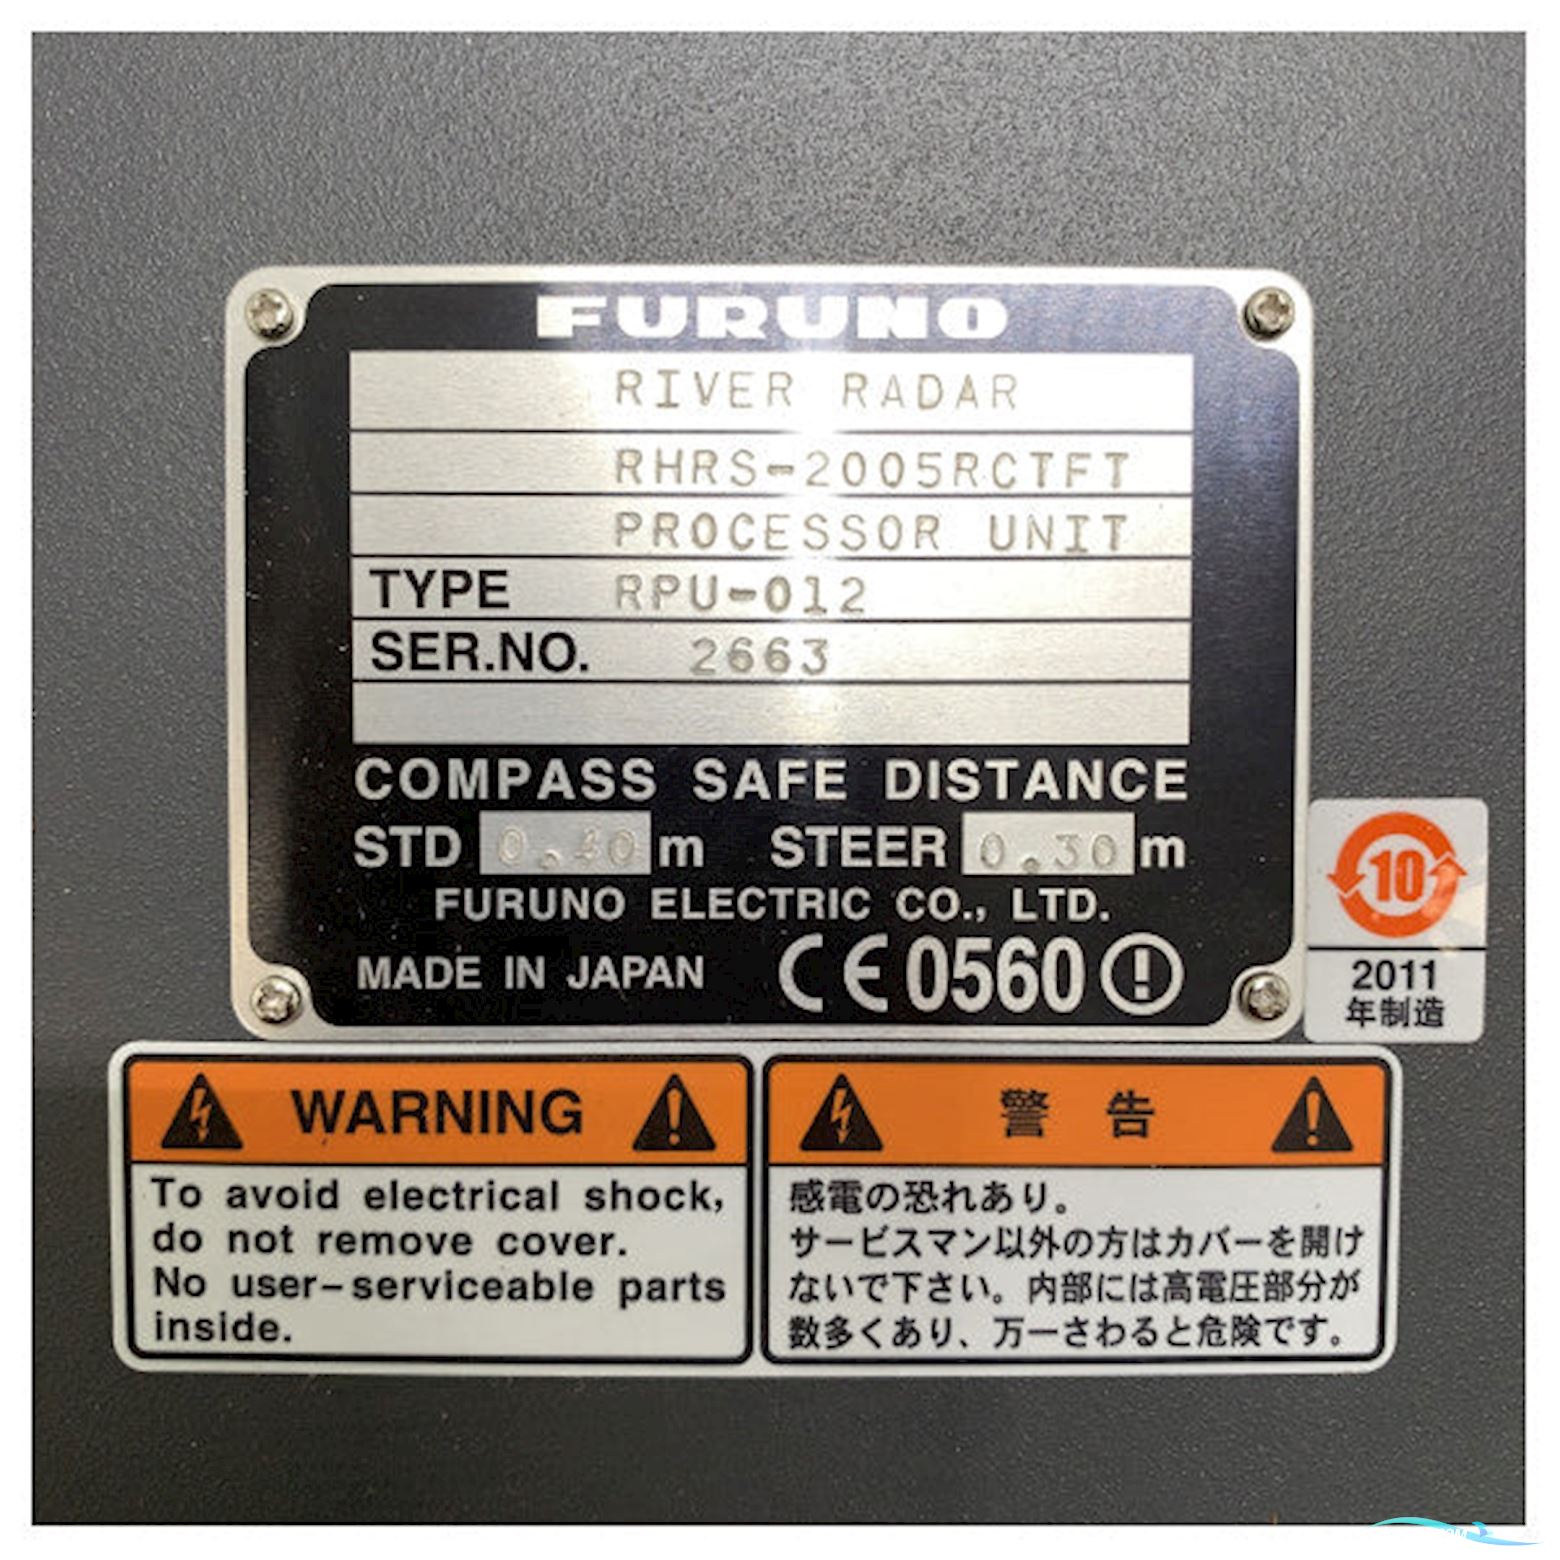 FURUNO
RIVER RADAR
RHRS-2005RCTFT
PROCESSOR UNIT
TYPE RPU-012
SER.NO. 2663
COMPASS SAFE DISTANCE
STD m STEER 0.30 m
FURUNO ELECTRIC CO., LTD.
MADE IN JAPAN CE0560
10
2011
年制造
WARNING
To avoid electrical shock,
do not remove cover.
No user-serviceable parts
inside.
警 告
感電の恐れあり。
サービスマン以外の方はカバーを開け
ないで下さい。内部には高電圧部分が
数多くあり、万一さわると危険です。